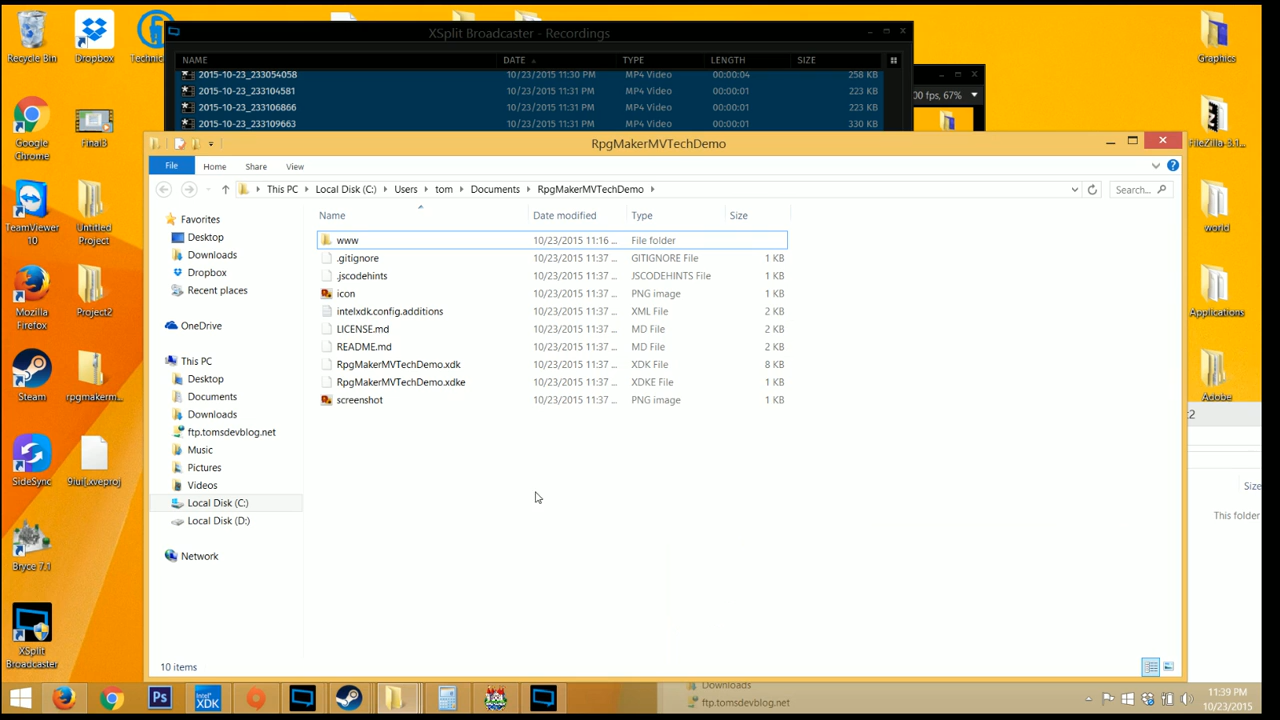 XSplit Broadcaster - Recordings
NAME DATE TYPE LENGTH SIZE
2015-10-23_233054058 10/23/2015 11:30 PM MP4 Video 00:00:04 258 KB
2015-10-23_233104581 10/23/2015 11:31 PM MP4 Video 00:00:01 223 KB
2015-10-23_233106866 10/23/2015 11:31 PM MP4 Video 00:00:01 223 KB
2015-10-23_233109663 10/23/2015 11:31 PM MP4 Video 00:00:01 330 KB
00 fps, 67%
Recycle Bin
Dropbox
Technic
Google Chrome
Final3
TeamViewer 10
Untitled Project
Mozilla Firefox
Project2
Steam
rpgmakerm...
SideSync
Bryce 7.1
XSplit Broadcaster
Graphics
FileZilla-3.1...
world
Applications
Adobe
RpgMakerMVTechDemo
File Home Share View
This PC Local Disk (C:) Users tom Documents RpgMakerMVTechDemo
Search...
Favorites
Desktop
Downloads
Dropbox
Recent places
OneDrive
This PC
Desktop
Documents
Downloads
ftp.tomsdevblog.net
Music
Pictures
Videos
Local Disk (C:)
Local Disk (D:)
Network
Name Date modified Type Size
www 10/23/2015 11:16 ... File folder
.gitignore 10/23/2015 11:37 ... GITIGNORE File 1 KB
.jscodehints 10/23/2015 11:37 ... JSCODEHINTS File 1 KB
icon 10/23/2015 11:37 ... PNG image 1 KB
intelxdk.config.additions 10/23/2015 11:37 ... XML File 2 KB
LICENSE.md 10/23/2015 11:37 ... MD File 2 KB
README.md 10/23/2015 11:37 ... MD File 2 KB
RpgMakerMVTechDemo.xdk 10/23/2015 11:37 ... XDK File 8 KB
RpgMakerMVTechDemo.xdke 10/23/2015 11:37 ... XDKE File 1 KB
screenshot 10/23/2015 11:37 ... PNG image 1 KB
10 items
Size
This folder
Downloads
ftp.tomsdevblog.net
Ps
intel XDK
11:39 PM
10/23/2015